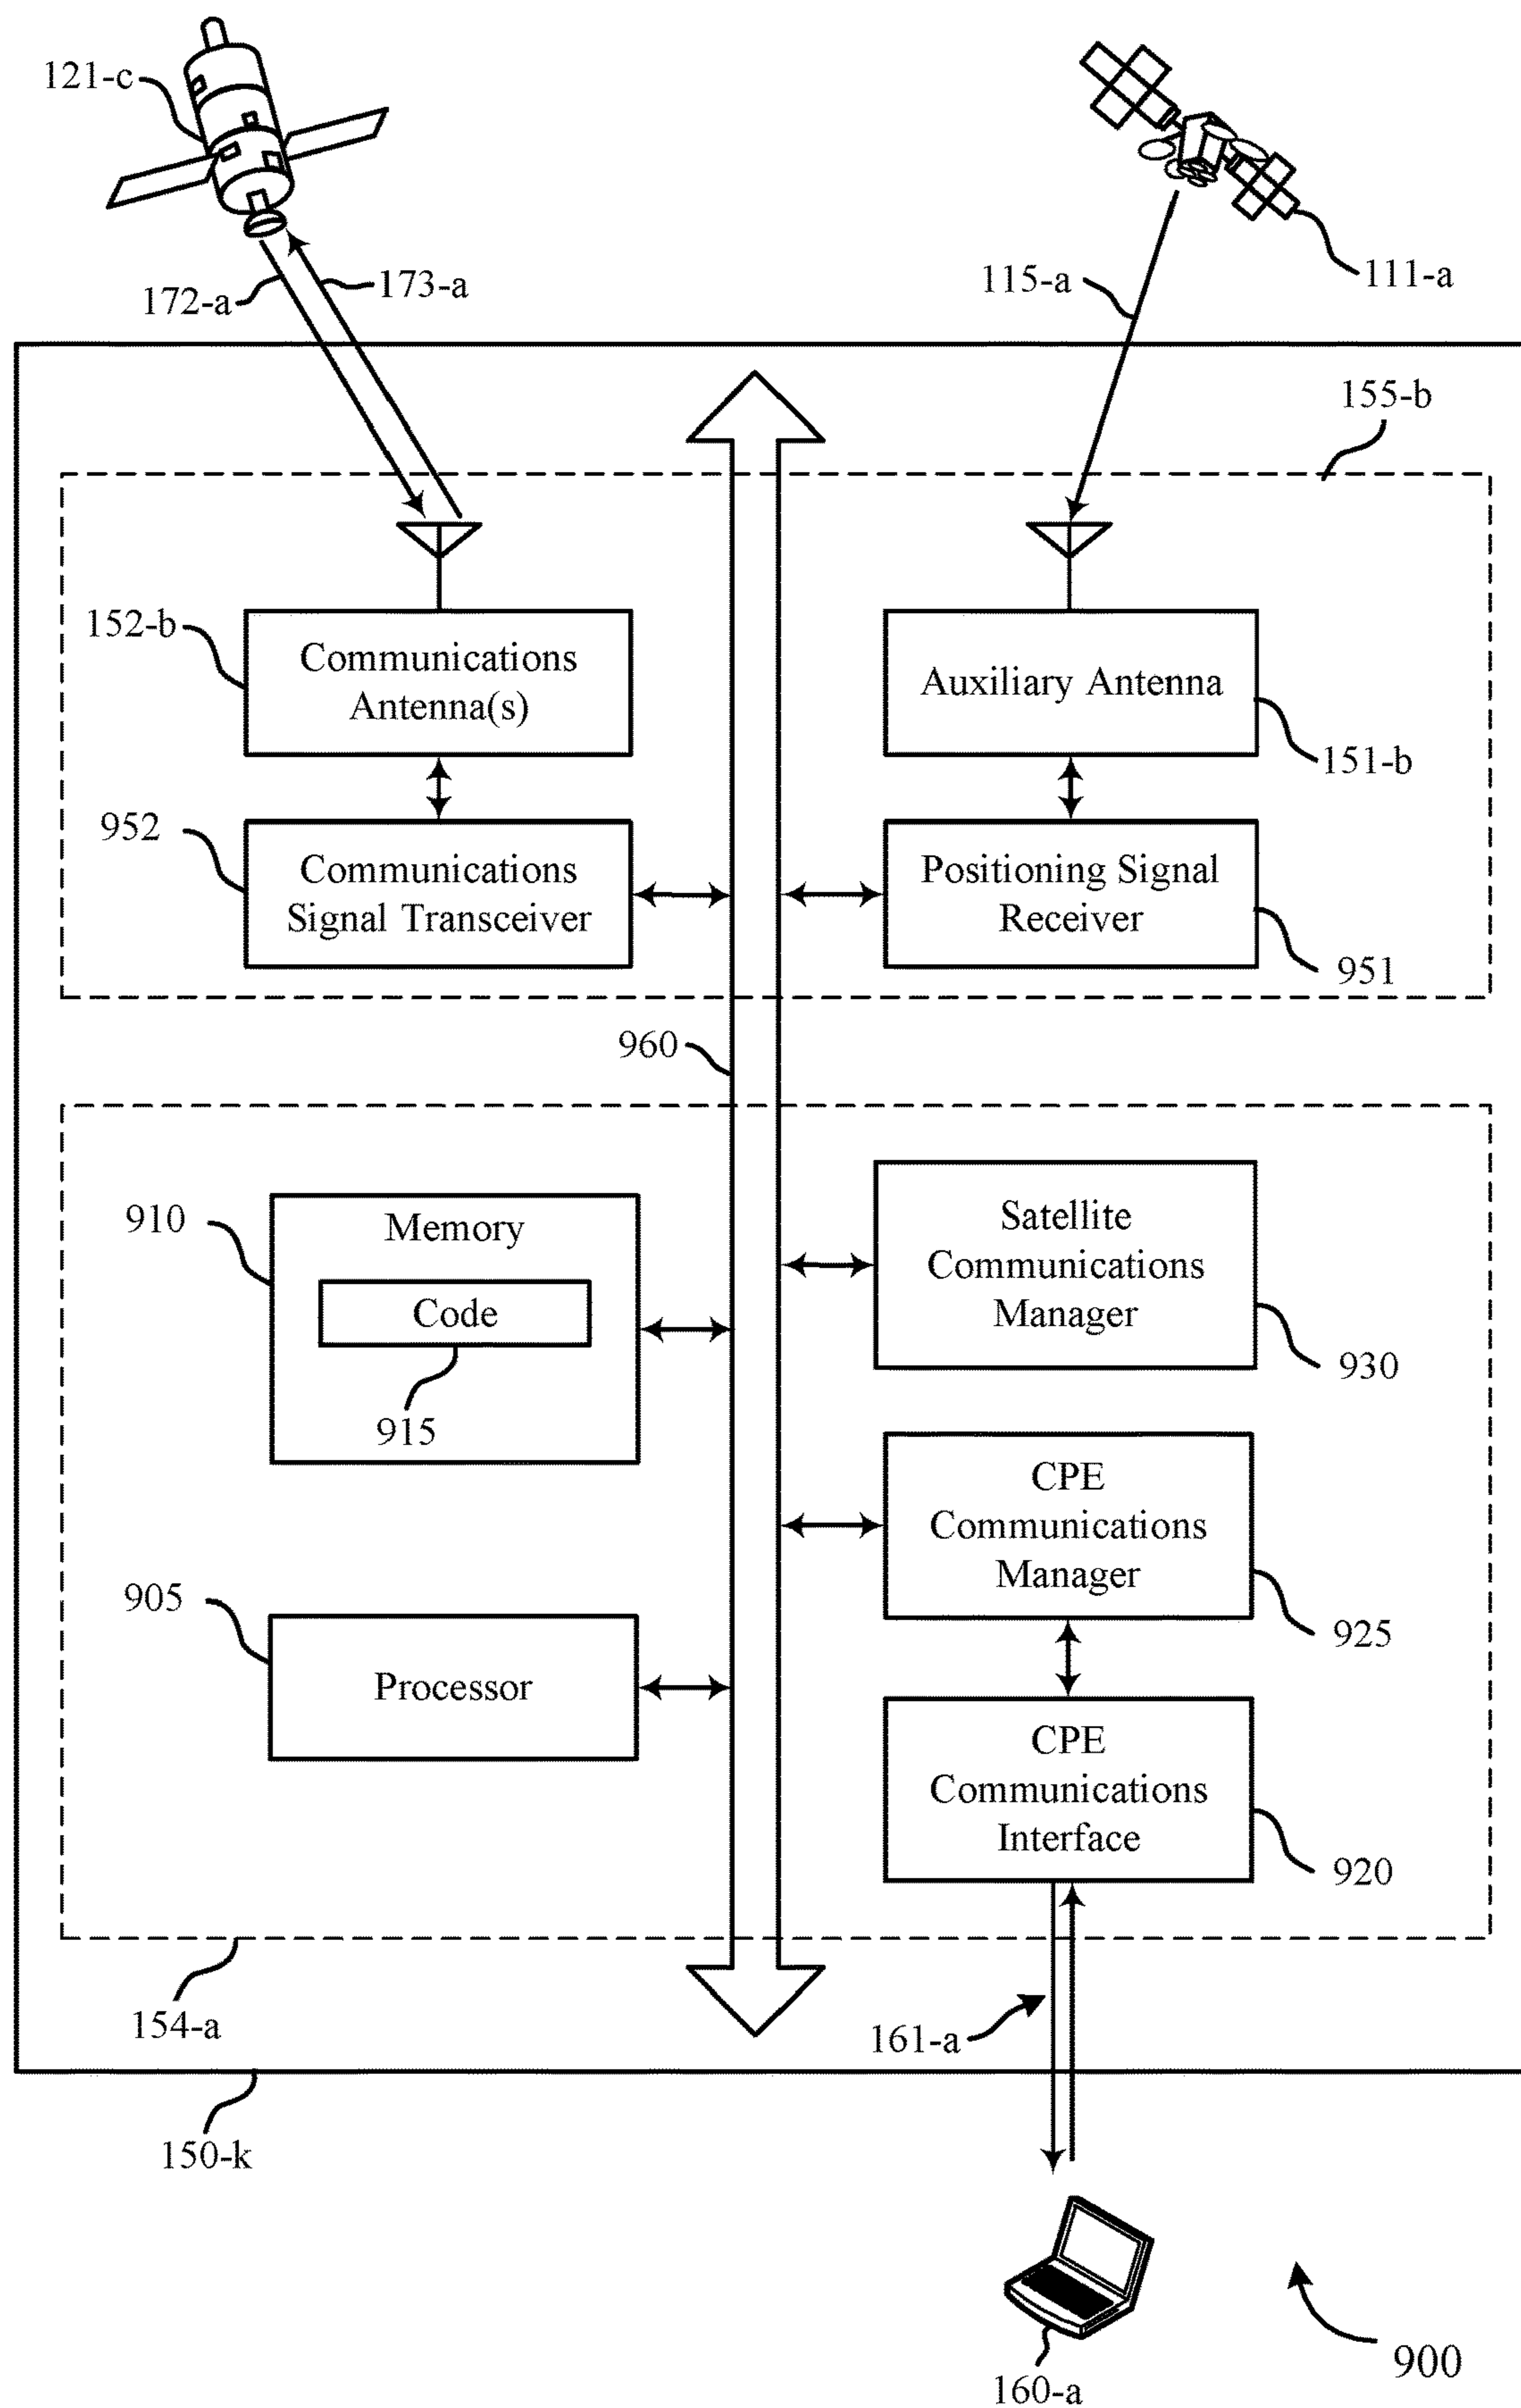 121-c
172-a
173-a
115-a
111-a
155-b
152-b
Communications
Antenna(s)
Auxiliary Antenna
151-b
952
Communications
Signal Transceiver
Positioning Signal
Receiver
951
960
910
Memory
Code
915
Satellite
Communications
Manager
930
CPE
Communications
Manager
925
905
Processor
CPE
Communications
Interface
920
154-a
161-a
150-k
160-a
900